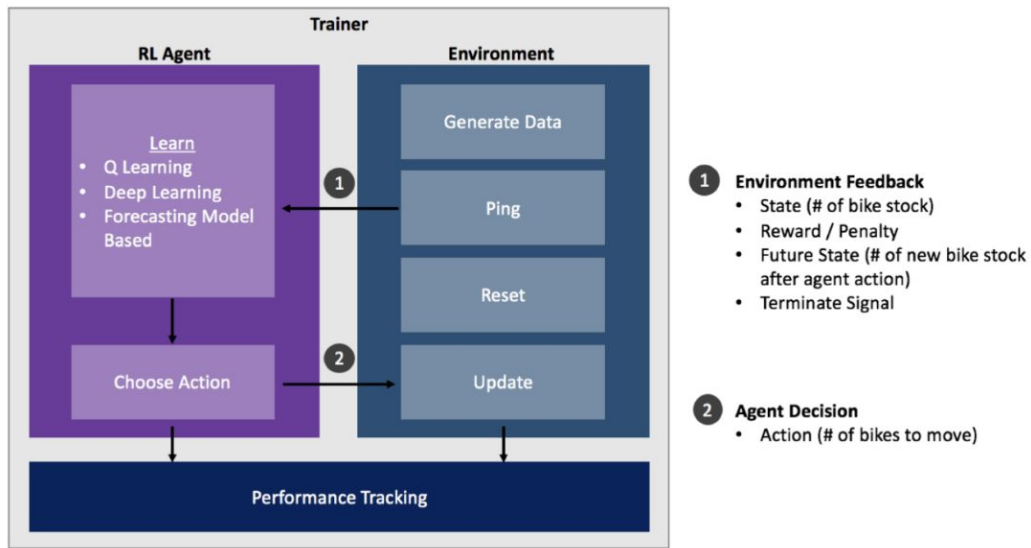 Trainer
RL Agent
Environment
Learn
• Q Learning
• Deep Learning
• Forecasting Model
Based
Choose Action
1
2
Generate Data
Ping
Reset
Update
Performance Tracking
1 Environment Feedback
• State (# of bike stock)
• Reward / Penalty
• Future State (# of new bike stock
after agent action)
• Terminate Signal
2 Agent Decision
• Action (# of bikes to move)